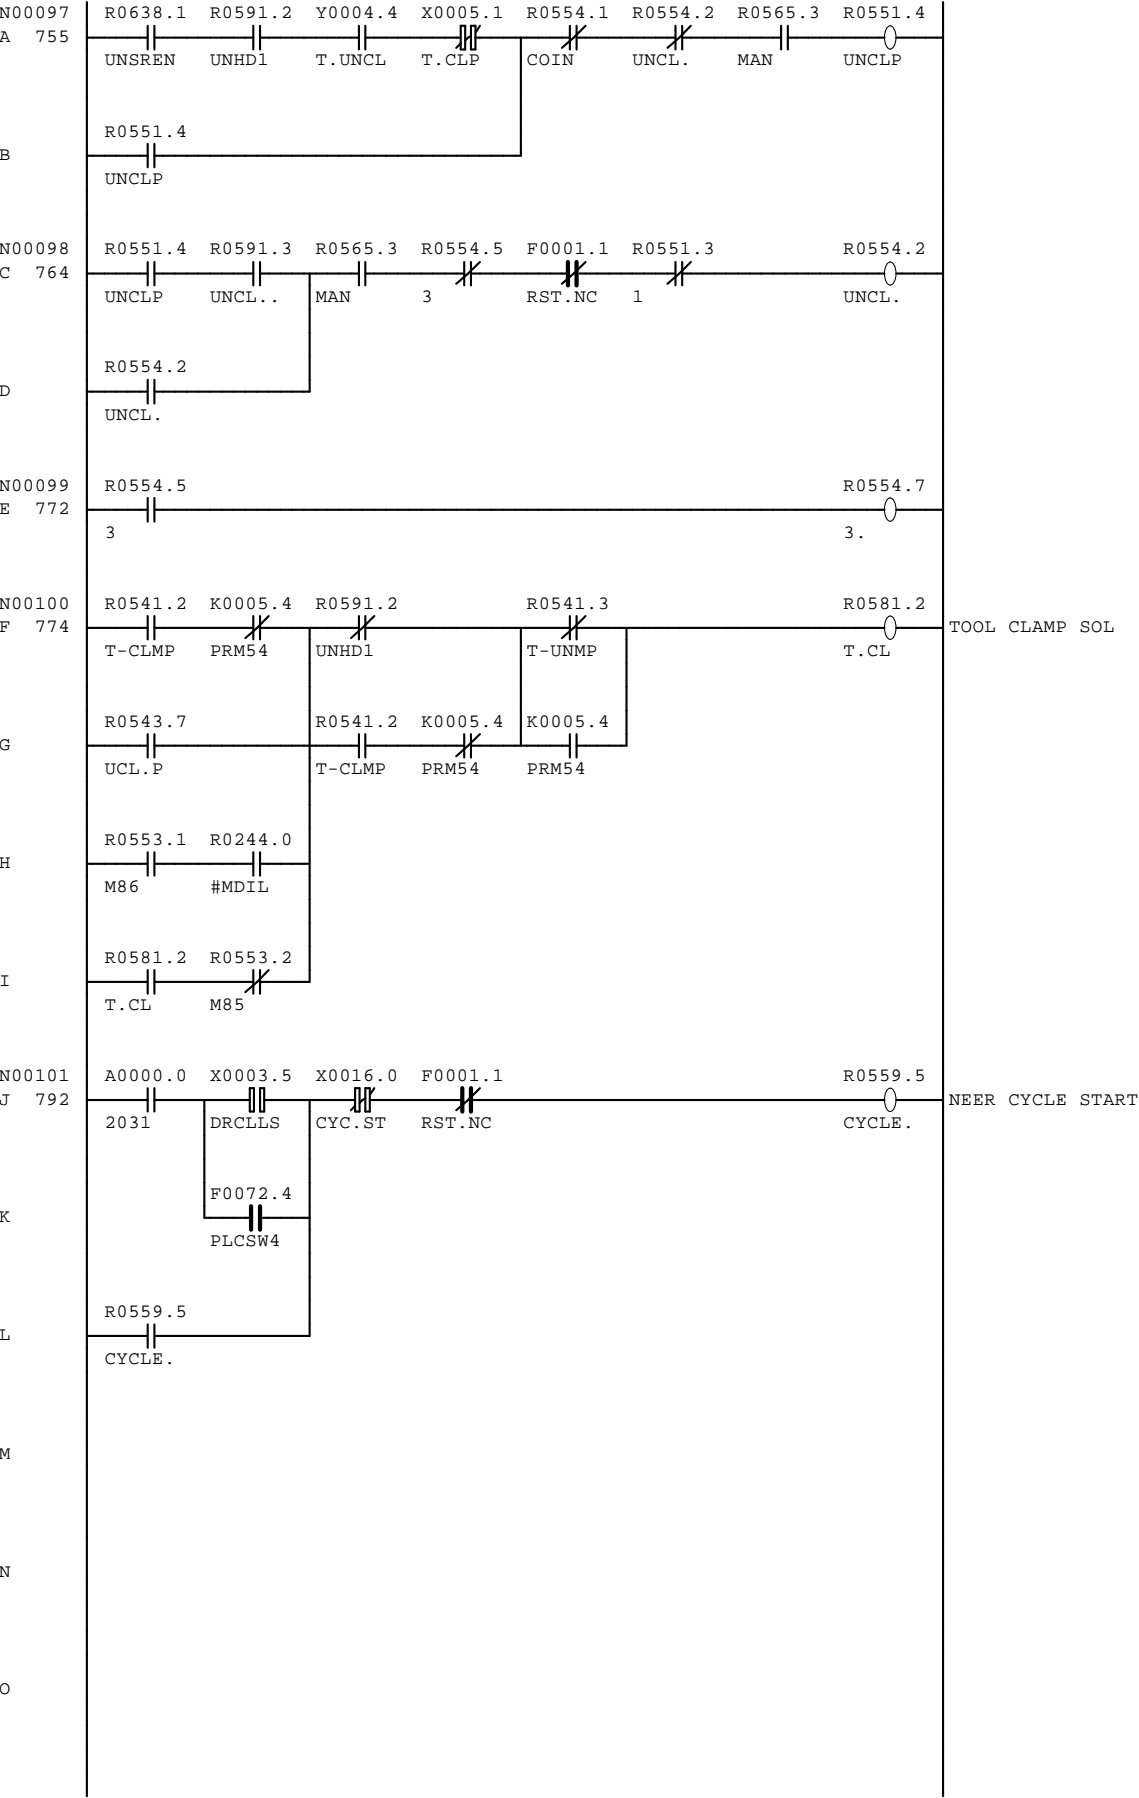 N00097 R0638.1 R0591.2 Y0004.4 X0005.1 R0554.1 R0554.2 R0565.3 R0551.4
A 755
UNSREN UNHD1 T.UNCL T.CLP COIN UNCL. MAN UNCLP
R0551.4
B
UNCLP
N00098 R0551.4 R0591.3 R0565.3 R0554.5 F0001.1 R0551.3 R0554.2
C 764
UNCLP UNCL.. MAN 3 RST.NC 1 UNCL.
R0554.2
D
UNCL.
N00099 R0554.5 R0554.7
E 772
3 3.
N00100 R0541.2 K0005.4 R0591.2 R0541.3 R0581.2
F 774 TOOL CLAMP SOL
T-CLMP PRM54 UNHD1 T-UNMP T.CL
R0543.7 R0541.2 K0005.4 K0005.4
G
UCL.P T-CLMP PRM54 PRM54
R0553.1 R0244.0
H
M86 #MDIL
R0581.2 R0553.2
I
T.CL M85
N00101 A0000.0 X0003.5 X0016.0 F0001.1 R0559.5
J 792 NEER CYCLE START
2031 DRCLLS CYC.ST RST.NC CYCLE.
F0072.4
K
PLCSW4
R0559.5
L
CYCLE.
M
N
O